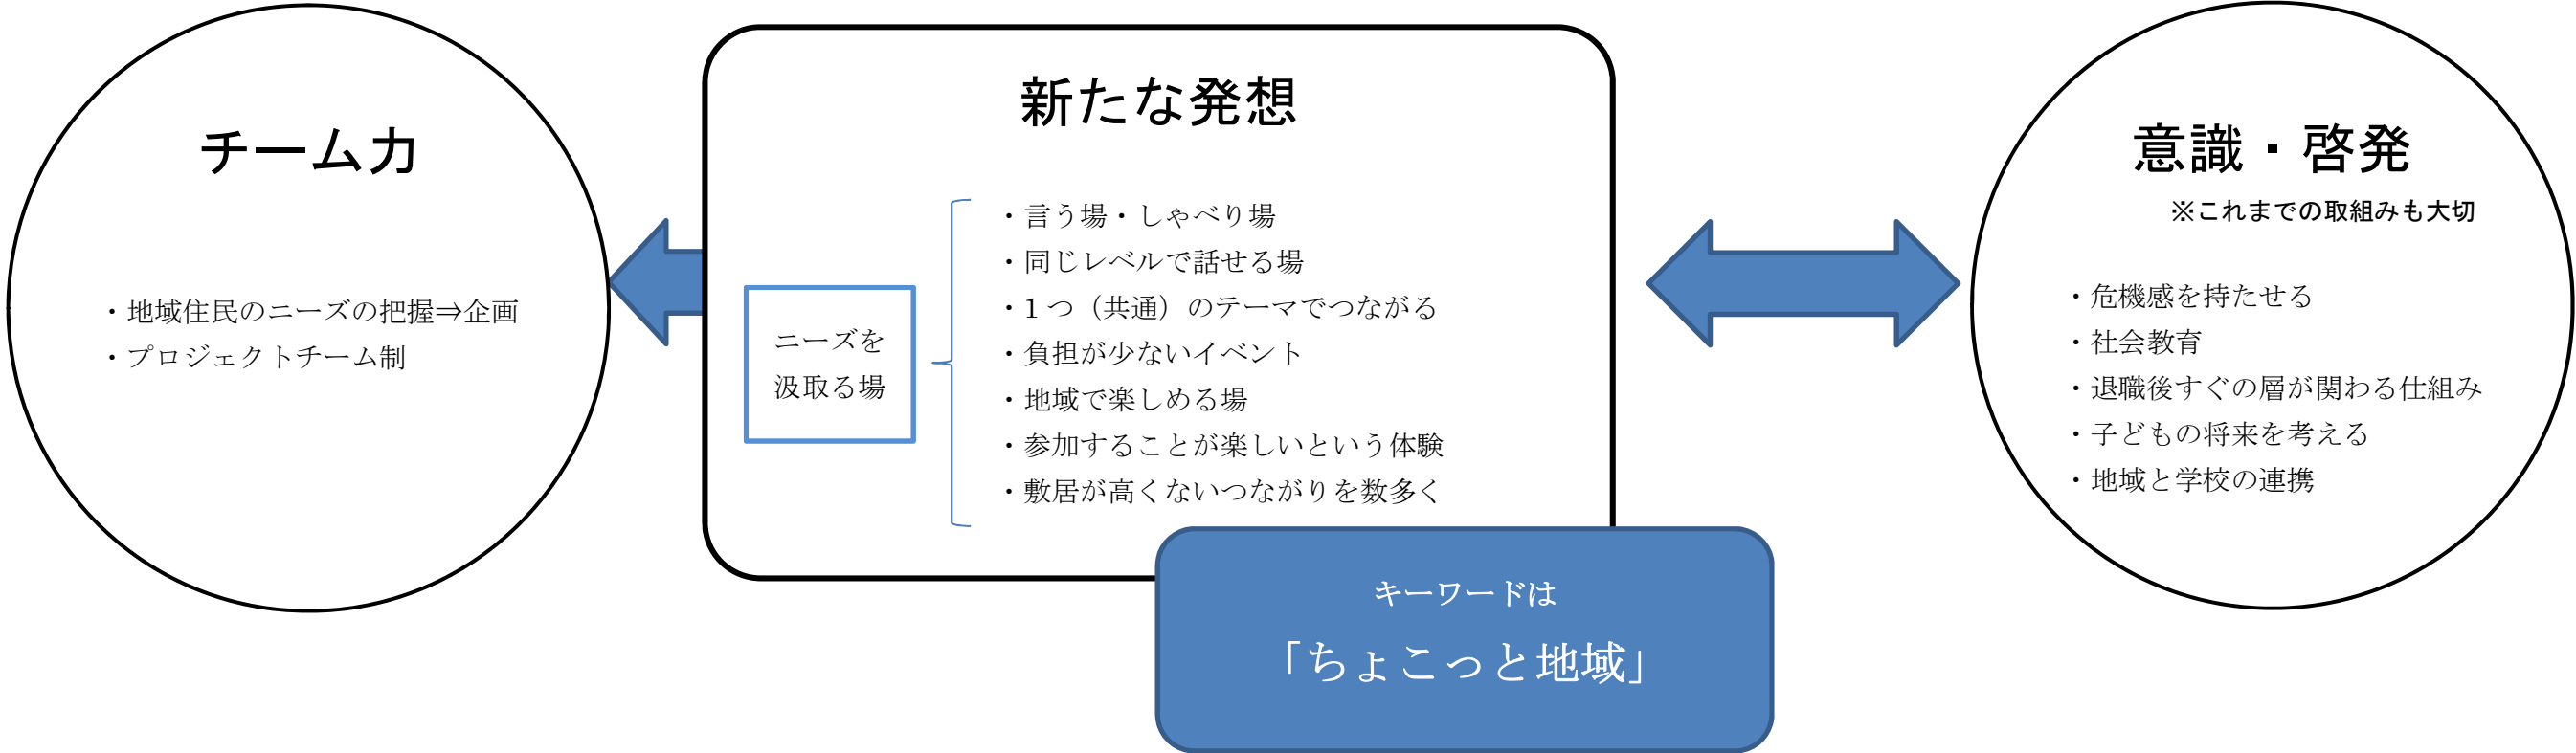 チーム力
・地域住民のニーズの把握⇒企画
・プロジェクトチーム制
新たな発想
ニーズを
汲取る場
・言う場・しゃべり場
・同じレベルで話せる場
・1つ（共通）のテーマでつながる
・負担が少ないイベント
・地域で楽しめる場
・参加することが楽しいという体験
・敷居が高くないつながりを数多く
キーワードは
「ちょこっと地域」
意識・啓発
※これまでの取組みも大切
・危機感を持たせる
・社会教育
・退職後すぐの層が関わる仕組み
・子どもの将来を考える
・地域と学校の連携